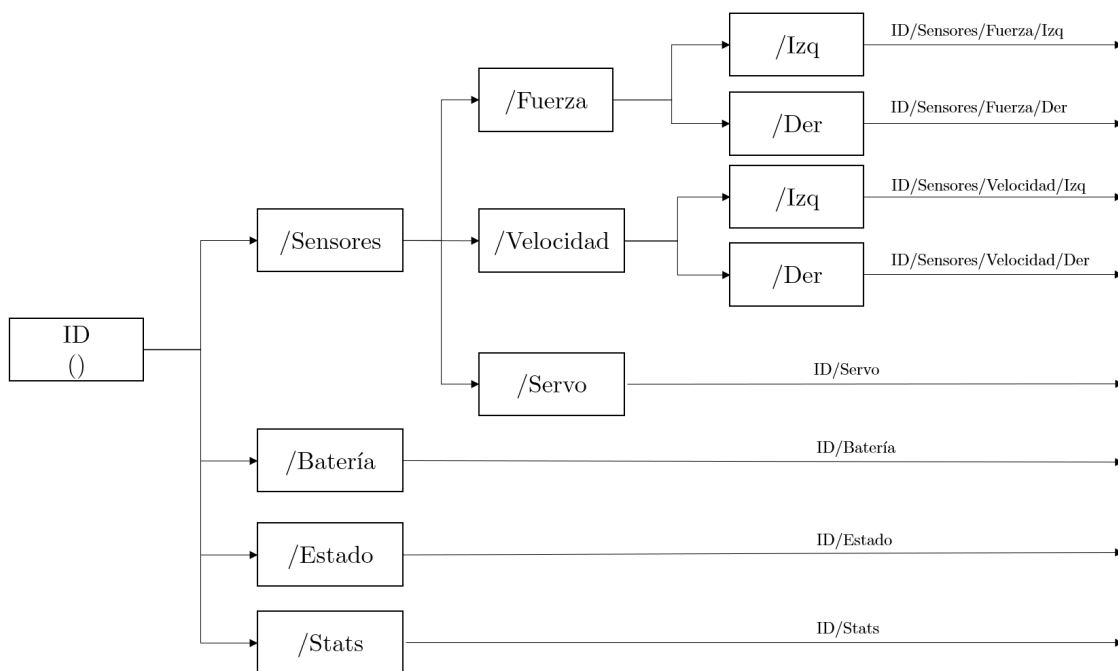 /Izq
ID/Sensores/Fuerza/Izq
/Fuerza
/Der
ID/Sensores/Fuerza/Der
/Izq
ID/Sensores/Velocidad/Izq
/Sensores
/Velocidad
/Der
ID/Sensores/Velocidad/Der
ID
()
/Servo
ID/Servo
/Batería
ID/Batería
/Estado
ID/Estado
/Stats
ID/Stats